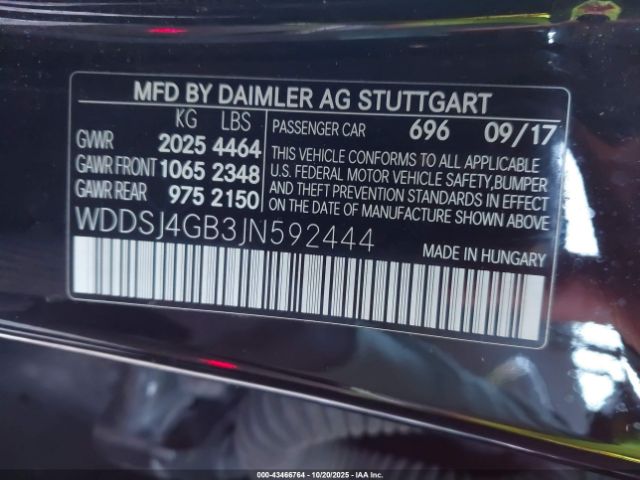 MFD BY DAIMLER AG STUTTGART
KG LBS
GVWR 2025 4464
GAWR FRONT 1065 2348
GAWR REAR 975 2150
PASSENGER CAR 696 09/17
THIS VEHICLE CONFORMS TO ALL APPLICABLE
U.S. FEDERAL MOTOR VEHICLE SAFETY,BUMPER
AND THEFT PREVENTION STANDARDS IN EFFECT
ON THE DATE OF MANUFACTURE SHOWN ABOVE
WDDSJ4GB3JN592444
MADE IN HUNGARY
000-43466764 | 10/20/2025 - IAA Inc.